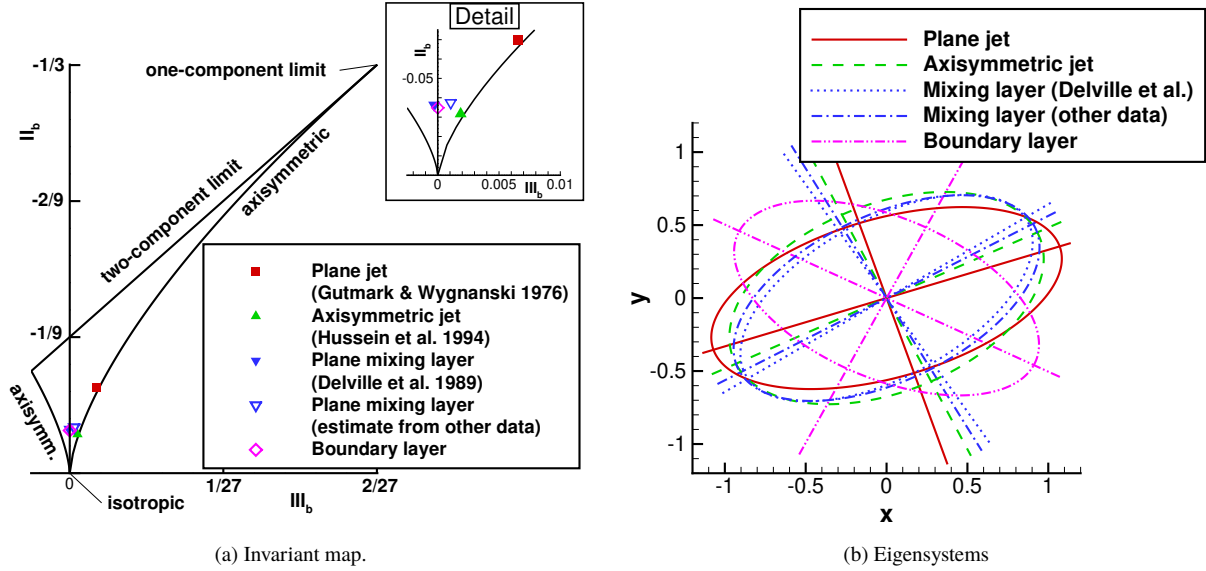 Detail
II_b
-0.05
0
0.005
0.01
III_b
-1/3
one-component limit
II_b
axisymmetric
-2/9
two-component limit
-1/9
axisymm.
Plane jet
(Gutmark & Wygnanski 1976)
Axisymmetric jet
(Hussein et al. 1994)
Plane mixing layer
(Delville et al. 1989)
Plane mixing layer
(estimate from other data)
Boundary layer
0
1/27
2/27
isotropic
III_b
(a) Invariant map.
Plane jet
Axisymmetric jet
Mixing layer (Delville et al.)
Mixing layer (other data)
Boundary layer
1
0.5
y
0
-0.5
-1
-1
-0.5
0
0.5
1
x
(b) Eigensystems